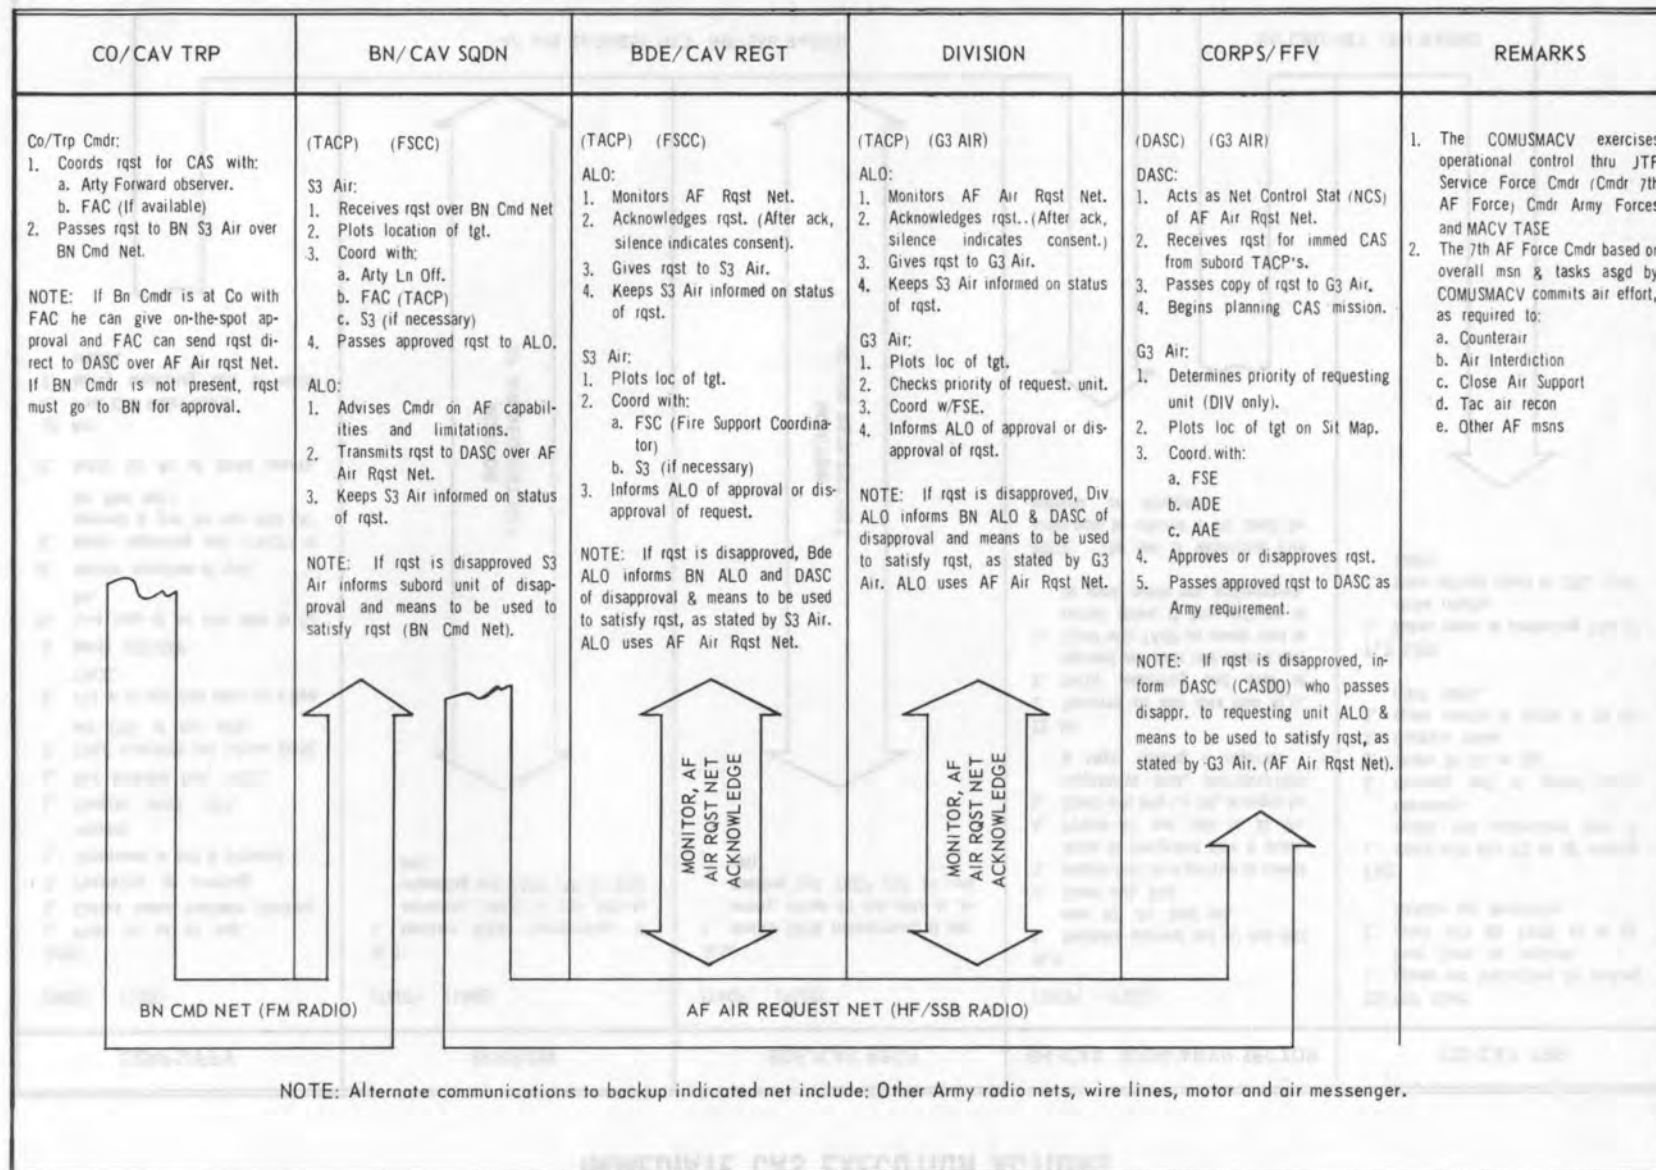 CO/CAV TRP
BN/CAV SQDN
BDE/CAV REGT
DIVISION
CORPS/FFV
REMARKS
Co/Trp Cmdr:
1. Coords rqst for CAS with:
a. Arty Forward observer.
b. FAC (If available)
2. Passes rqst to BN S3 Air over
BN Cmd Net.
NOTE: If Bn Cmdr is at Co with
FAC he can give on-the-spot ap-
proval and FAC can send rqst di-
rect to DASC over AF Air rqst Net.
If BN Cmdr is not present, rqst
must go to BN for approval.
(TACP) (FSCC)
S3 Air:
1. Receives rqst over BN Cmd Net
2. Plots location of tgt.
3. Coord with:
a. Arty Ln Off.
b. FAC (TACP)
c. S3 (if necessary)
4. Passes approved rqst to ALO.
ALO:
1. Advises Cmdr on AF capabil-
ities and limitations.
2. Transmits rqst to DASC over AF
Air Rqst Net.
3. Keeps S3 Air informed on status
of rqst.
NOTE: If rqst is disapproved S3
Air informs subord unit of disap-
proval and means to be used to
satisfy rqst (BN Cmd Net).
(TACP) (FSCC)
ALO:
1. Monitors AF Rqst Net.
2. Acknowledges rqst. (After ack,
silence indicates consent).
3. Gives rqst to S3 Air.
4. Keeps S3 Air informed on status
of rqst.
S3 Air:
1. Plots loc of tgt.
2. Coord with:
a. FSC (Fire Support Coordina-
tor)
b. S3 (if necessary)
3. Informs ALO of approval or dis-
approval of request.
NOTE: If rqst is disapproved, Bde
ALO informs BN ALO and DASC
of disapproval & means to be used
to satisfy rqst, as stated by S3 Air.
ALO uses AF Air Rqst Net.
(TACP) (G3 AIR)
ALO:
1. Monitors AF Air Rqst Net.
2. Acknowledges rqst..(After ack,
silence indicates consent.)
3. Gives rqst to G3 Air.
4. Keeps S3 Air informed on status
of rqst.
G3 Air:
1. Plots loc of tgt.
2. Checks priority of request. unit.
3. Coord w/FSE.
4. Informs ALO of approval or dis-
approval of rqst.
NOTE: If rqst is disapproved, Div
ALO informs BN ALO & DASC of
disapproval and means to be used
to satisfy rqst, as stated by G3
Air. ALO uses AF Air Rqst Net.
(DASC) (G3 AIR)
DASC:
1. Acts as Net Control Stat (NCS)
of AF Air Rqst Net.
2. Receives rqst for immed CAS
from subord TACP's.
3. Passes copy of rqst to G3 Air.
4. Begins planning CAS mission.
G3 Air:
1. Determines priority of requesting
unit (DIV only).
2. Plots loc of tgt on Sit Map.
3. Coord. with:
a. FSE
b. ADE
c. AAE
4. Approves or disapproves rqst.
5. Passes approved rqst to DASC as
Army requirement.
NOTE: If rqst is disapproved, in-
form DASC (CASDO) who passes
disappr. to requesting unit ALO &
means to be used to satisfy rqst, as
stated by G3 Air. (AF Air Rqst Net).
1. The COMUSMACV exercises
operational control thru JTF
Service Force Cmdr (Cmdr 7th
AF Force) Cmdr Army Forces
and MACV TASE
2. The 7th AF Force Cmdr based on
overall msn & tasks asgd by
COMUSMACV commits air effort,
as required to:
a. Counterair
b. Air Interdiction
c. Close Air Support
d. Tac air recon
e. Other AF msns
MONITOR, AF
AIR RQST NET
ACKNOWLEDGE
MONITOR, AF
AIR RQST NET
ACKNOWLEDGE
BN CMD NET (FM RADIO)
AF AIR REQUEST NET (HF/SSB RADIO)
NOTE: Alternate communications to backup indicated net include: Other Army radio nets, wire lines, motor and air messenger.